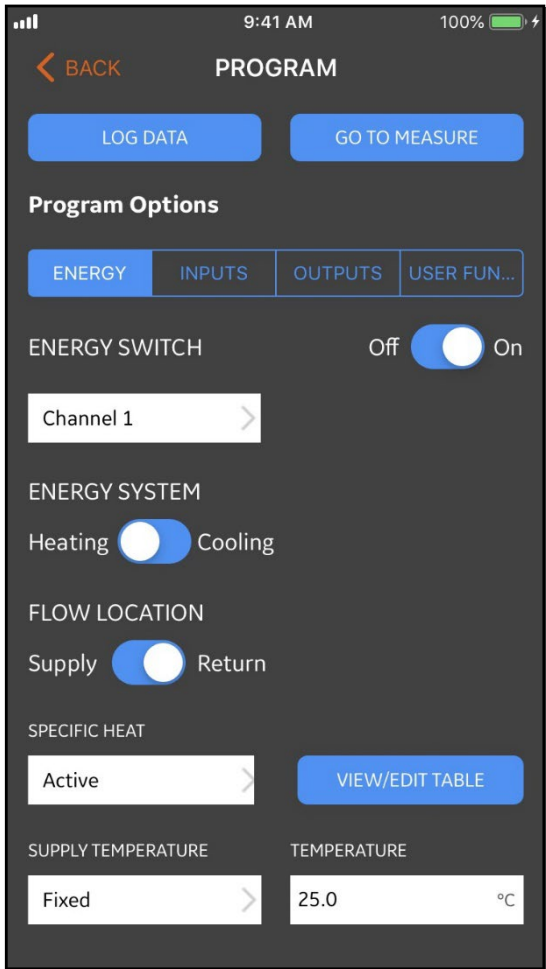 9:41 AM 100%
BACK PROGRAM
LOG DATA GO TO MEASURE
Program Options
ENERGY INPUTS OUTPUTS USER FUN...
ENERGY SWITCH Off On
Channel 1
ENERGY SYSTEM
Heating Cooling
FLOW LOCATION
Supply Return
SPECIFIC HEAT
Active VIEW/EDIT TABLE
SUPPLY TEMPERATURE TEMPERATURE
Fixed 25.0 °C